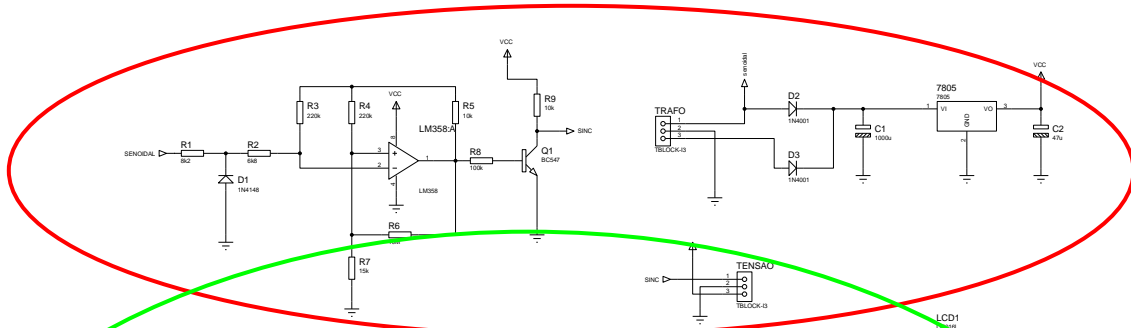 VCC
senoidal
VCC
7805
7805
R9
10k
VCC
R3
220k
R4
220k
R5
10k
D2
1N4001
TRAFO
1
2
3
TBLOCK-I3
1
VI
VO
3
GND
2
C1
1000u
C2
47u
LM358:A
8
SINC
SENOIDAL
R1
8k2
R2
6k8
3
2
1
4
R8
100k
Q1
BC547
D3
1N4001
D1
1N4148
LM358
R6
R7
15k
TENSAO
SINC
1
2
3
TBLOCK-I3
LCD1